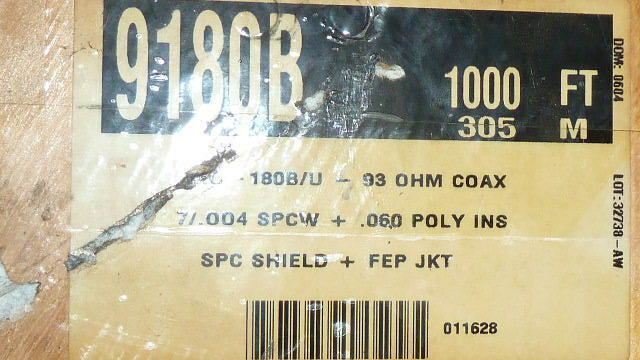 9180B
1000 FT
305 M
180B/U - 93 OHM COAX
7/.004 SPCW + .060 POLY INS
SPC SHIELD + FEP JKT
011628
DOM: 0604
LOT: 32738-AW